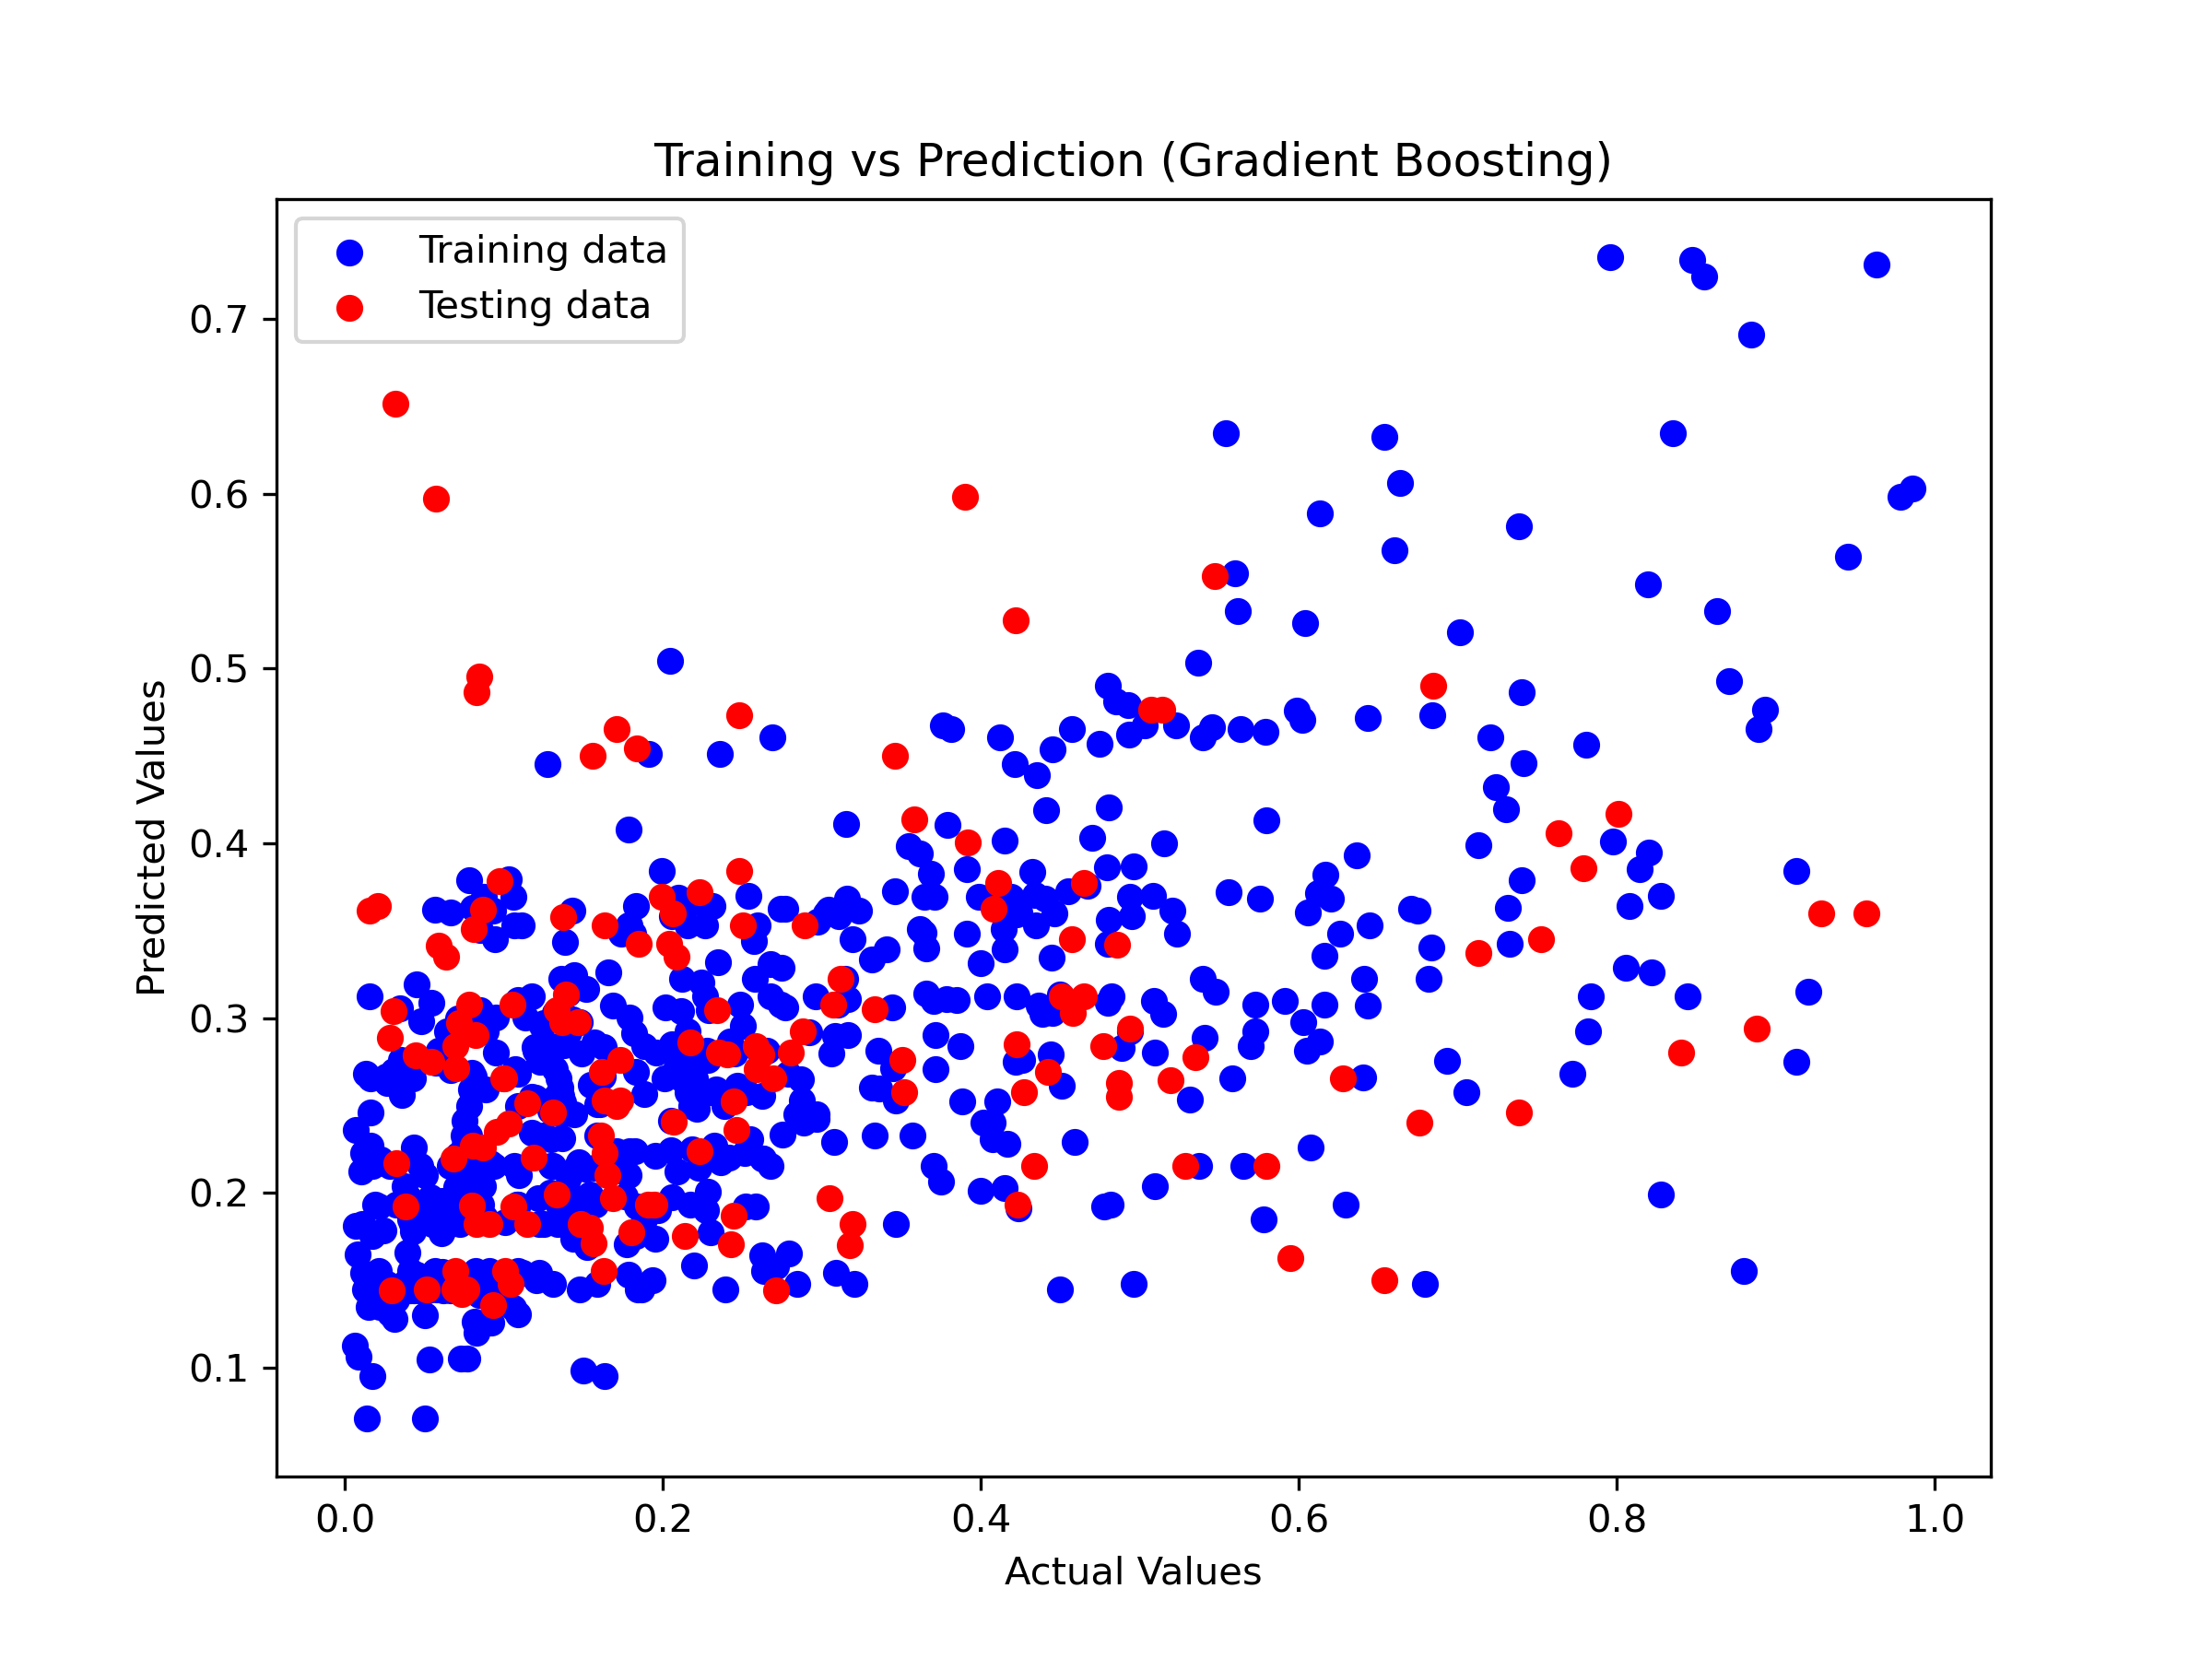 Training vs Prediction (Gradient Boosting)
Training data
Testing data
0.7
0.6
0.5
0.4
0.3
0.2
0.1
Predicted Values
0.0 0.2 0.4 0.6 0.8 1.0
Actual Values